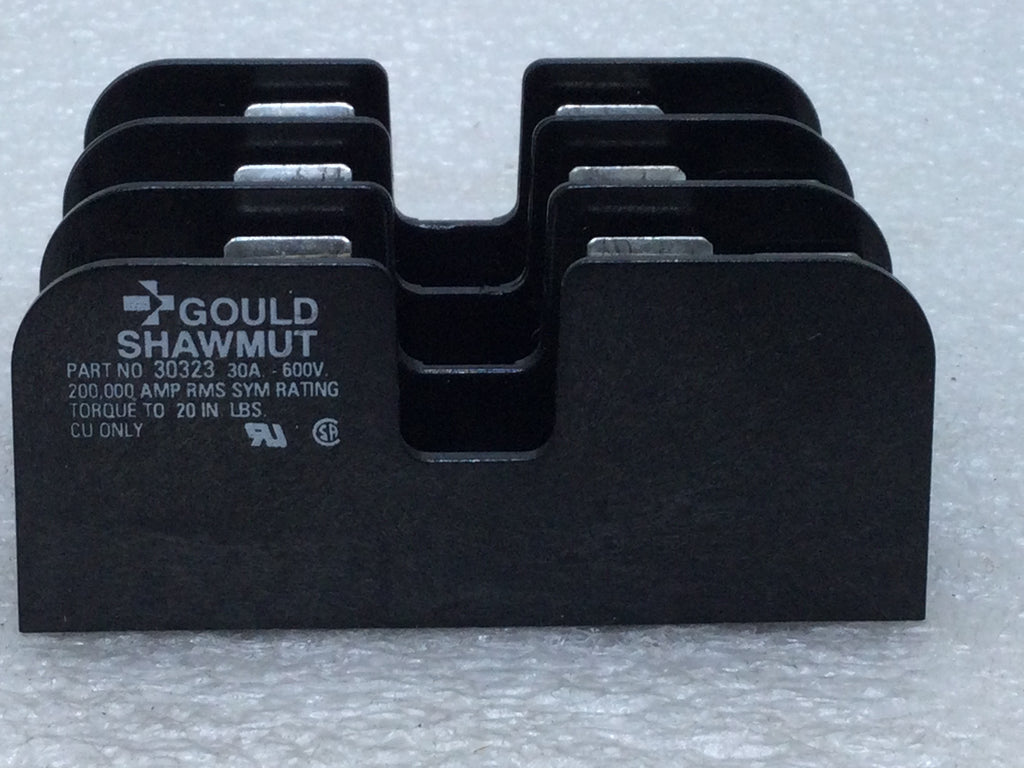 GOULD
SHAWMUT
PART NO. 30323 30A. - 600V.
200,000 AMP RMS SYM RATING
TORQUE TO 20 IN. LBS.
CU ONLY